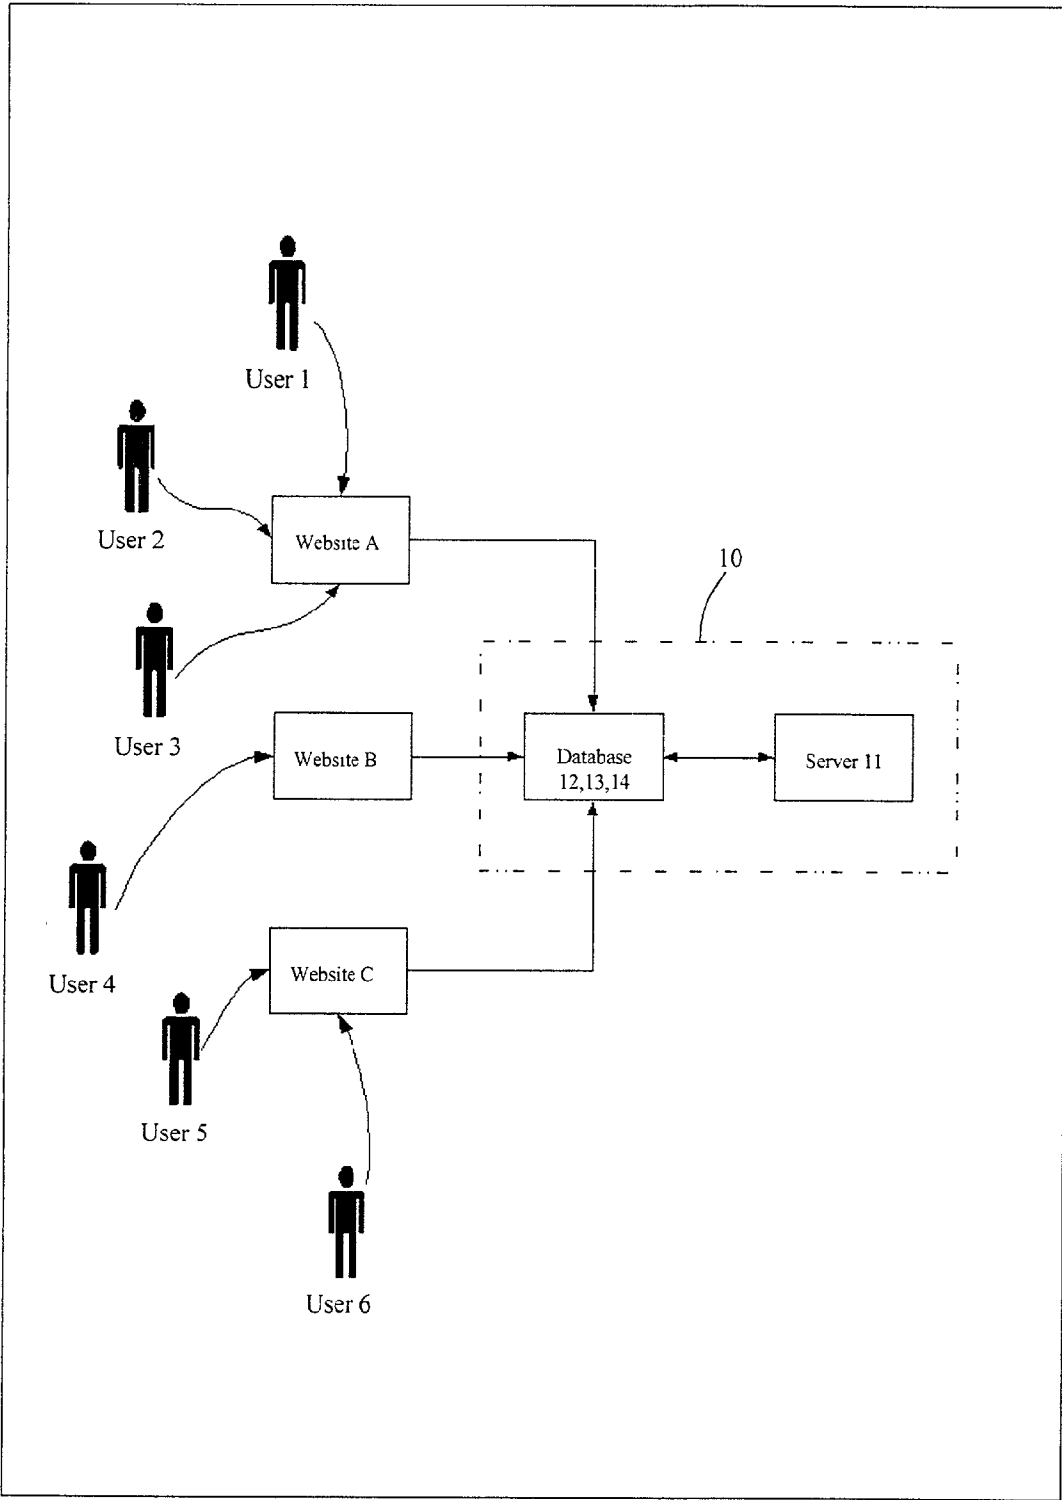 User 1
User 2
Website A
10
User 3
Website B
Database
12,13,14
Server 11
User 4
Website C
User 5
User 6